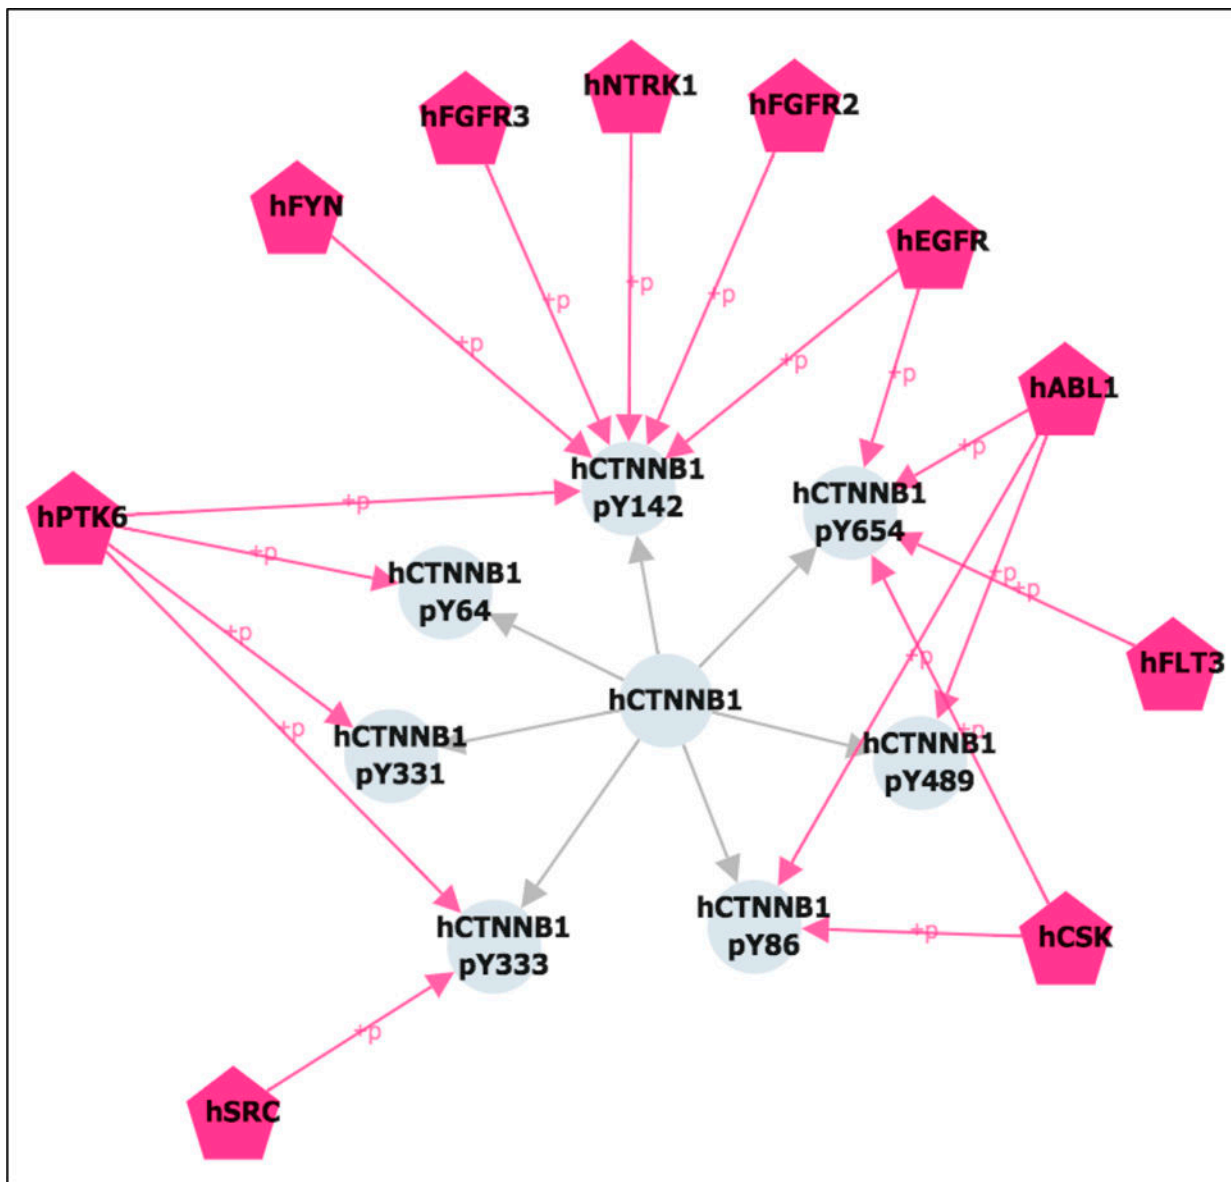 hNTRK1
hFGFR2
hFGFR3
hFYN
hEGFR
+p
+p
+p
+p
+p
+p
hABL1
+p
hCTNNB1
pY142
hCTNNB1
pY654
+p
hPTK6
+p
hCTNNB1
pY64
+p
+p
+p
+p
hFLT3
hCTNNB1
+p
+p
hCTNNB1
pY331
hCTNNB1
pY489
hCTNNB1
pY86
hCTNNB1
pY333
+p
hCSK
+p
hSRC